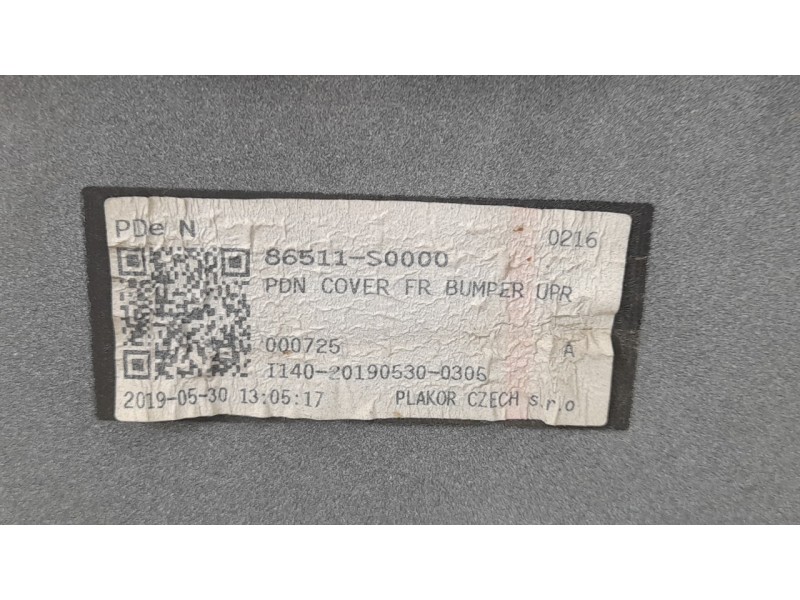 PDe N
0216
86511-S0000
PDN COVER FR BUMPER UPR
000725
A
I140-20190530-0306
2019-05-30 13:05:17
PLAKOR CZECH s.r.o